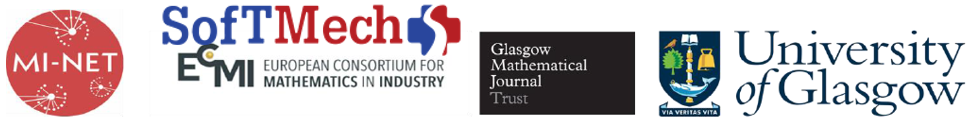 MI-NET
SofTMech
ECMI
EUROPEAN CONSORTIUM FOR
MATHEMATICS IN INDUSTRY
Glasgow
Mathematical
Journal
Trust
VIA VERITAS VITA
University
of Glasgow